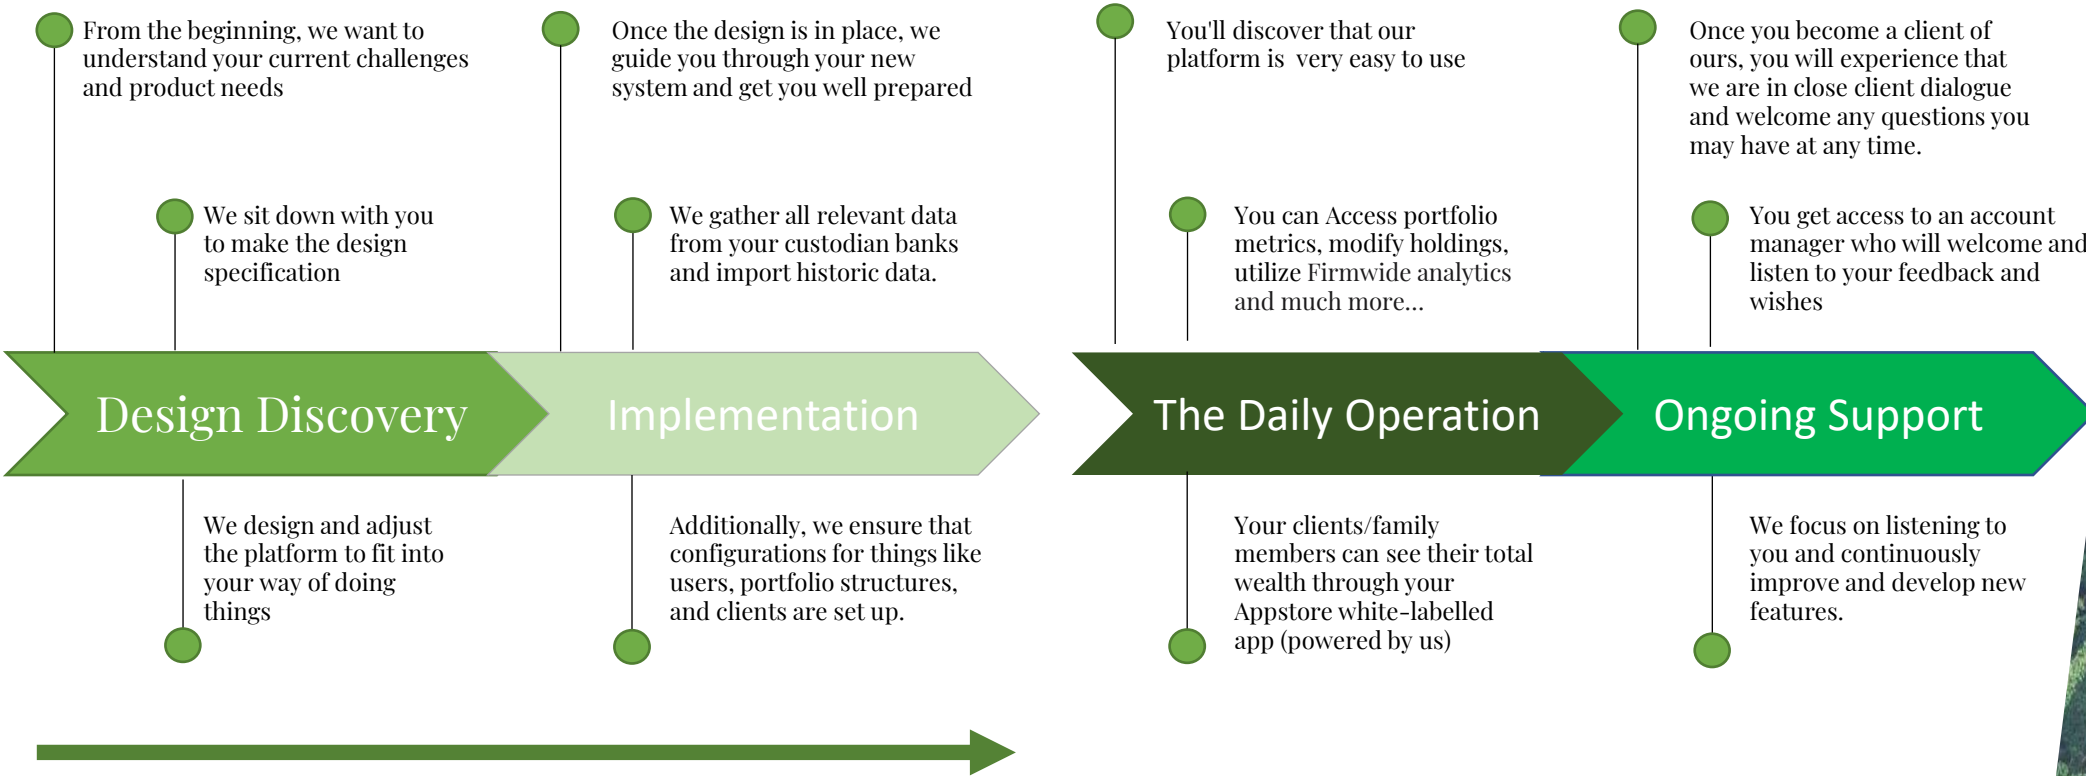 From the beginning, we want to
understand your current challenges
and product needs
We sit down with you
to make the design
specification
Design Discovery
We design and adjust
the platform to fit into
your way of doing
things
Once the design is in place, we
guide you through your new
system and get you well prepared
We gather all relevant data
from your custodian banks
and import historic data.
Implementation
Additionally, we ensure that
configurations for things like
users, portfolio structures,
and clients are set up.
You'll discover that our
platform is  very easy to use
You can Access portfolio
metrics, modify holdings,
utilize Firmwide analytics
and much more...
The Daily Operation
Your clients/family
members can see their total
wealth through your
Appstore white-labelled
app (powered by us)
Once you become a client of
ours, you will experience that
we are in close client dialogue
and welcome any questions you
may have at any time.
You get access to an account
manager who will welcome and
listen to your feedback and
wishes
Ongoing Support
We focus on listening to
you and continuously
improve and develop new
features.